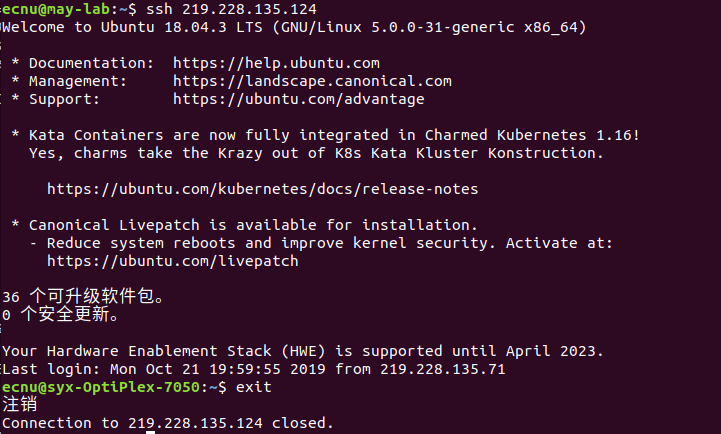 ecnu@may-lab:~$ ssh 219.228.135.124
Welcome to Ubuntu 18.04.3 LTS (GNU/Linux 5.0.0-31-generic x86_64)
* Documentation:  https://help.ubuntu.com
* Management:     https://landscape.canonical.com
* Support:        https://ubuntu.com/advantage
* Kata Containers are now fully integrated in Charmed Kubernetes 1.16!
Yes, charms take the Krazy out of K8s Kata Kluster Konstruction.
https://ubuntu.com/kubernetes/docs/release-notes
* Canonical Livepatch is available for installation.
- Reduce system reboots and improve kernel security. Activate at:
https://ubuntu.com/livepatch
36 个可升级软件包。
0 个安全更新。
Your Hardware Enablement Stack (HWE) is supported until April 2023.
Last login: Mon Oct 21 19:59:55 2019 from 219.228.135.71
ecnu@syx-OptiPlex-7050:~$ exit
注销
Connection to 219.228.135.124 closed.